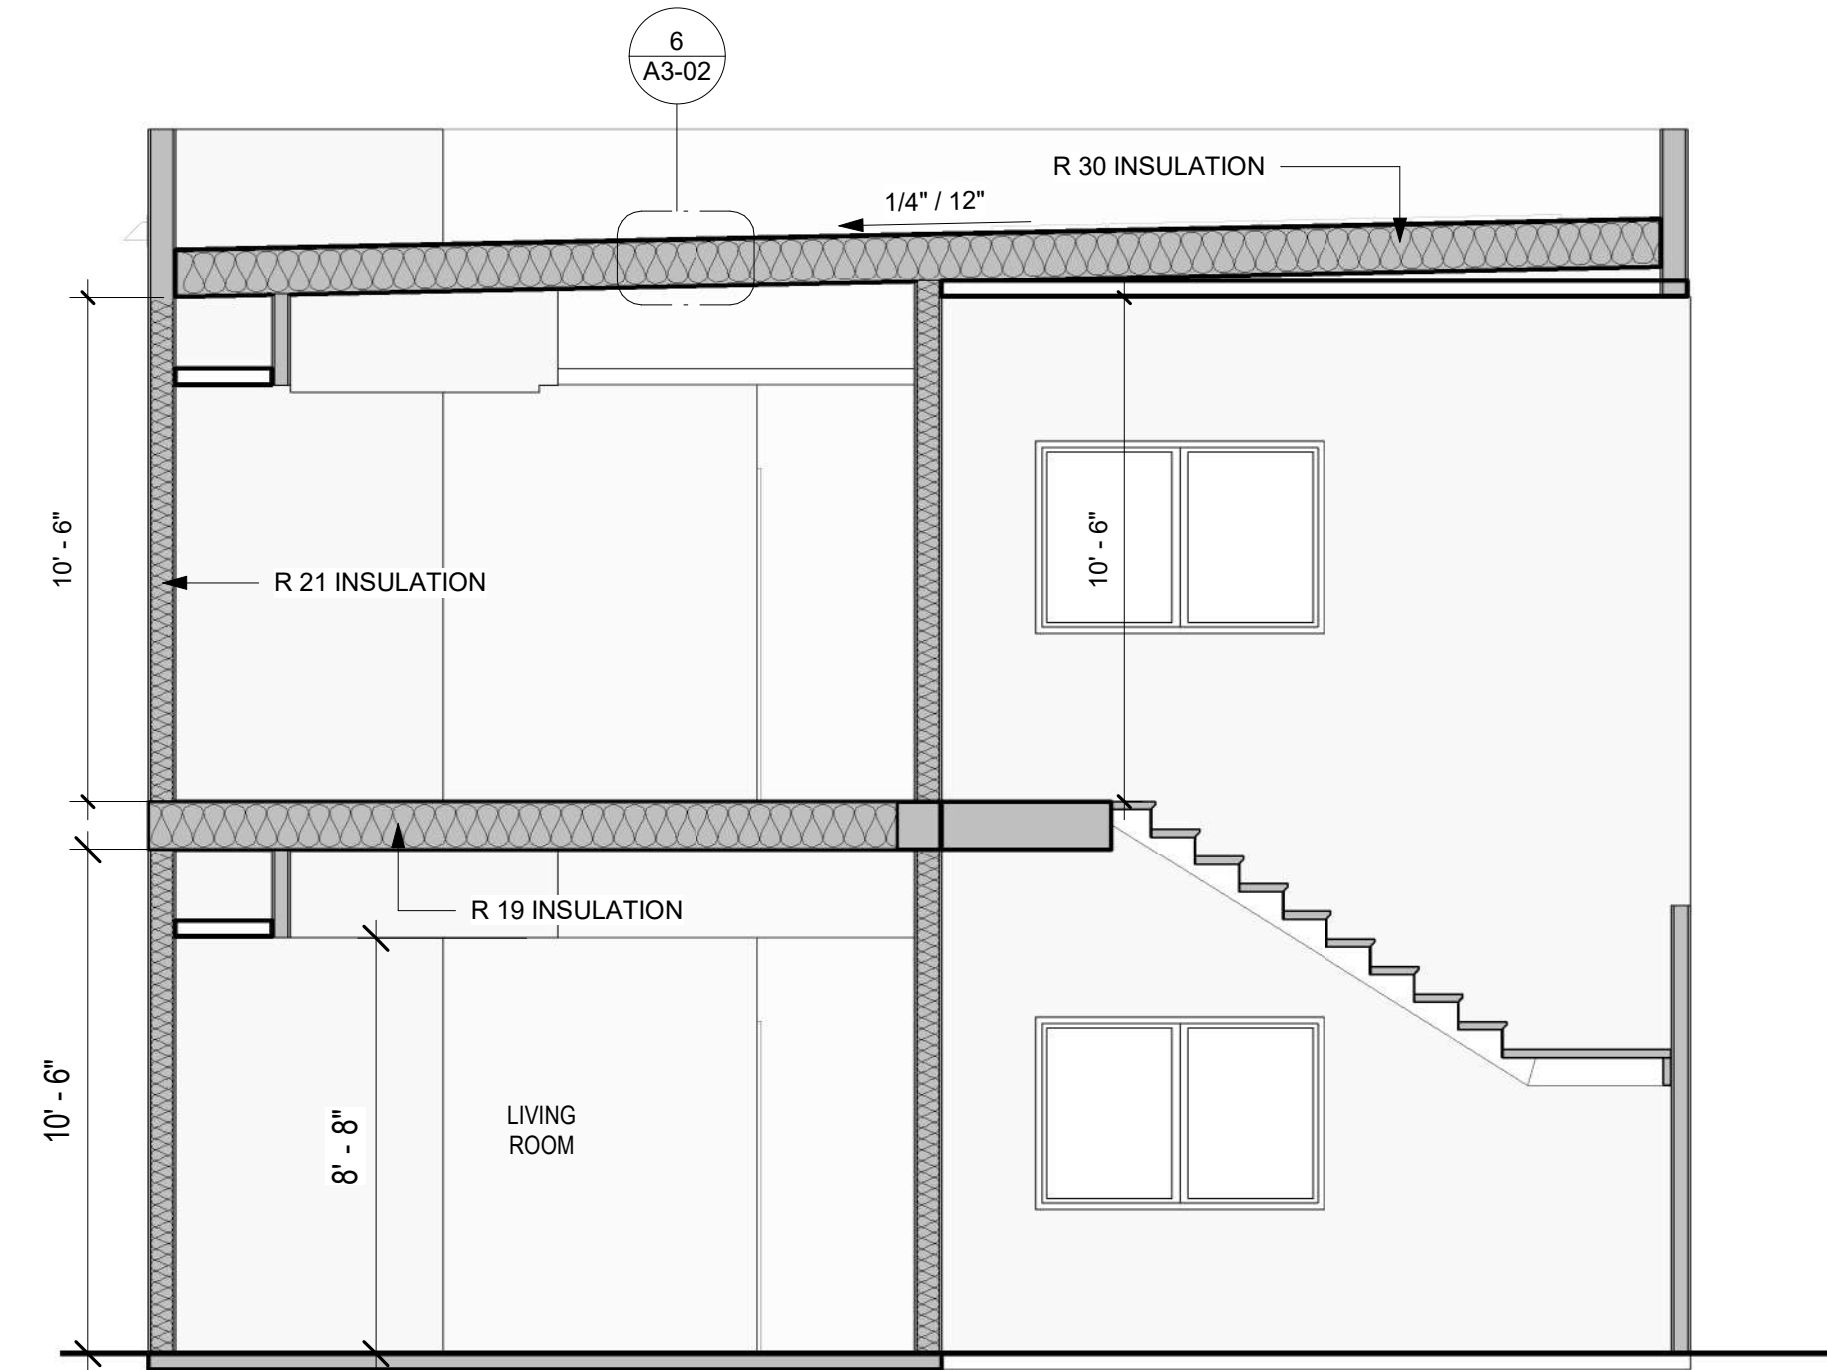 6
A3-02
R 30 INSULATION
1/4" / 12"
10' - 6"
10' - 6"
R 21 INSULATION
R 19 INSULATION
10' - 6"
8' - 8"
LIVING
ROOM